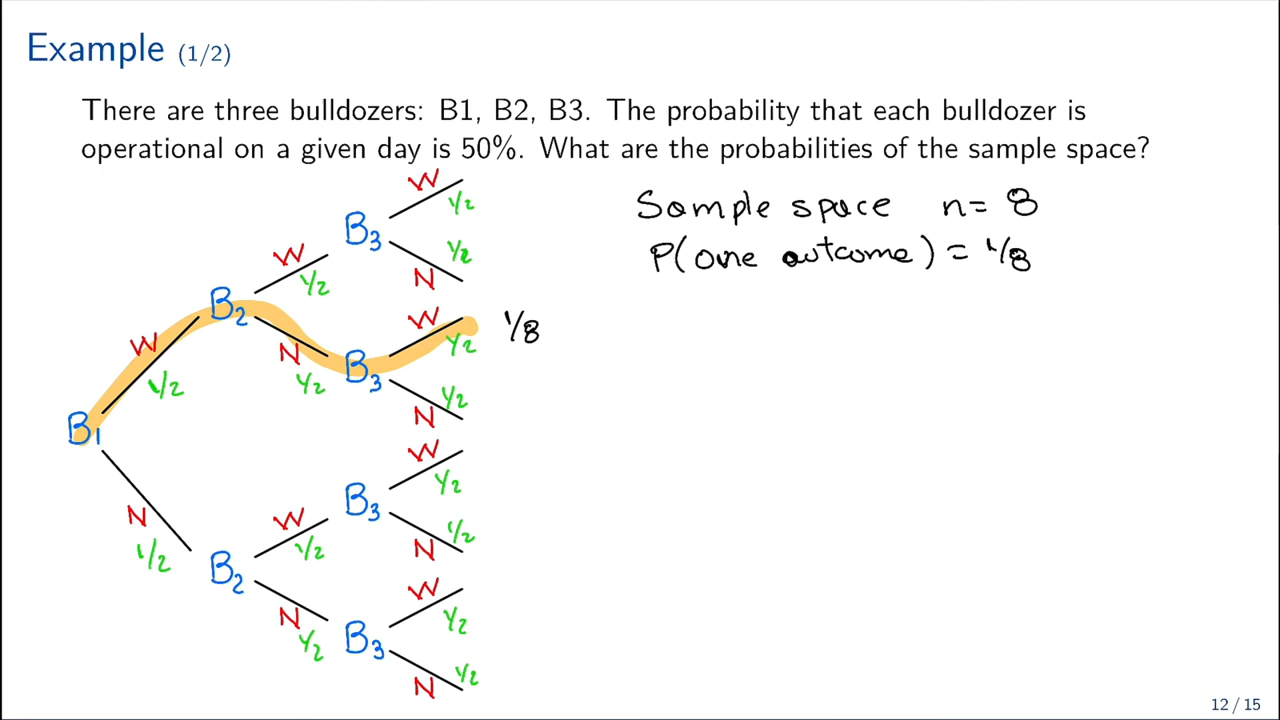 Example (1/2)
There are three bulldozers: B1, B2, B3. The probability that each bulldozer is
operational on a given day is 50%. What are the probabilities of the sample space?
Sample space n= 8
P(one outcome) = 1/8
W
1/2
B3
1/2
N
W
1/2
B2
W
1/2
N
1/2
W
1/2
1/8
B3
1/2
N
B1
N
1/2
W
1/2
B2
N
1/2
W
1/2
B3
1/2
N
W
1/2
B3
1/2
N
12 / 15